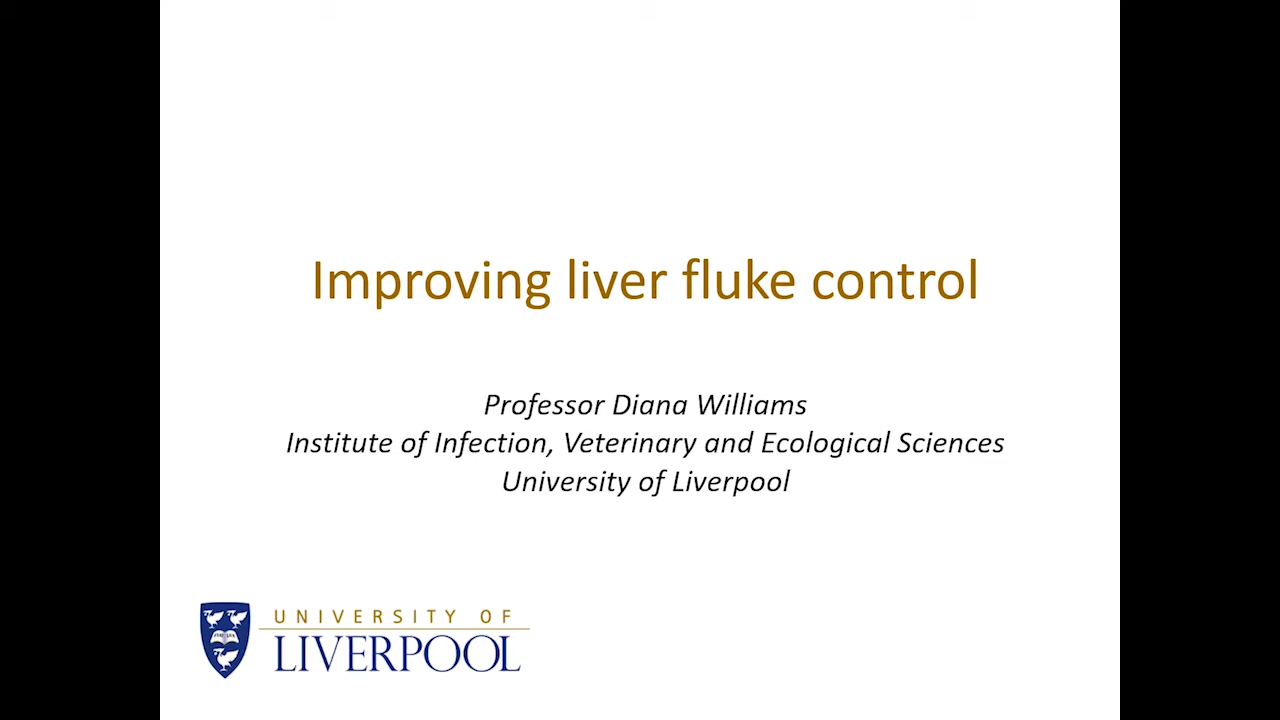 Improving liver fluke control
Professor Diana Williams
Institute of Infection, Veterinary and Ecological Sciences
University of Liverpool
UNIVERSITY OF
LIVERPOOL